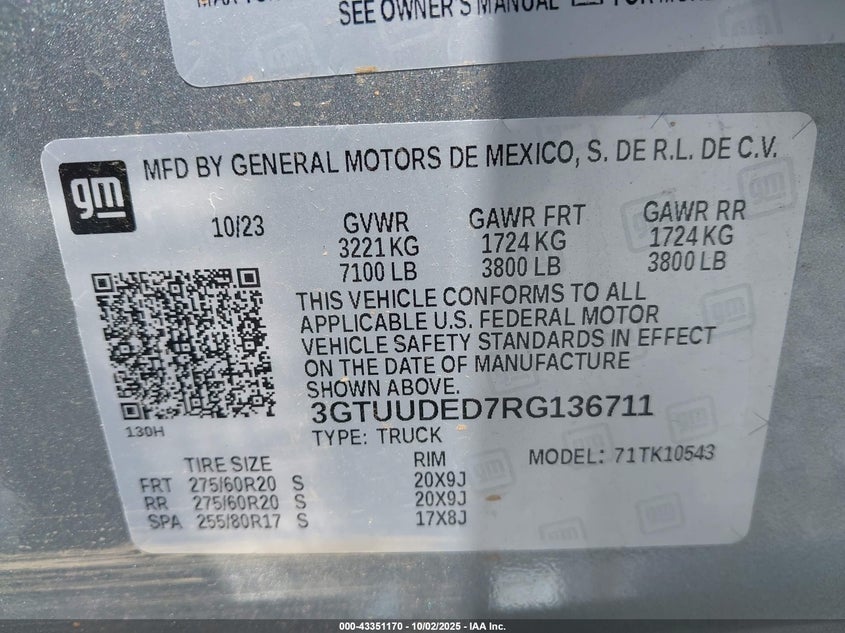 SEE OWNER'S MANUAL
gm
MFD BY GENERAL MOTORS DE MEXICO, S. DE R.L. DE C.V.
10/23 GVWR GAWR FRT GAWR RR
3221 KG 1724 KG 1724 KG
7100 LB 3800 LB 3800 LB
THIS VEHICLE CONFORMS TO ALL
APPLICABLE U.S. FEDERAL MOTOR
VEHICLE SAFETY STANDARDS IN EFFECT
ON THE DATE OF MANUFACTURE
SHOWN ABOVE.
3GTUUDED7RG136711
130H
TYPE: TRUCK
MODEL: 71TK10543
TIRE SIZE RIM
FRT 275/60R20 S 20X9J
RR 275/60R20 S 20X9J
SPA 255/80R17 S 17X8J
000-43351170 - 10/02/2025 - IAA Inc.